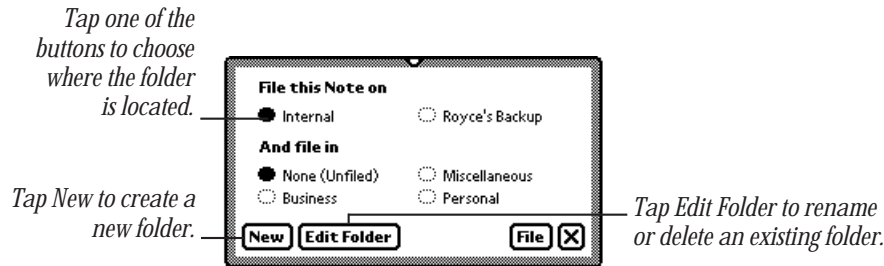 Tap one of the
buttons to choose
where the folder
is located.
File this Note on
Internal
Royce's Backup
And file in
None (Unfiled)
Miscellaneous
Business
Personal
Tap New to create a
new folder.
New
Edit Folder
File
X
Tap Edit Folder to rename
or delete an existing folder.